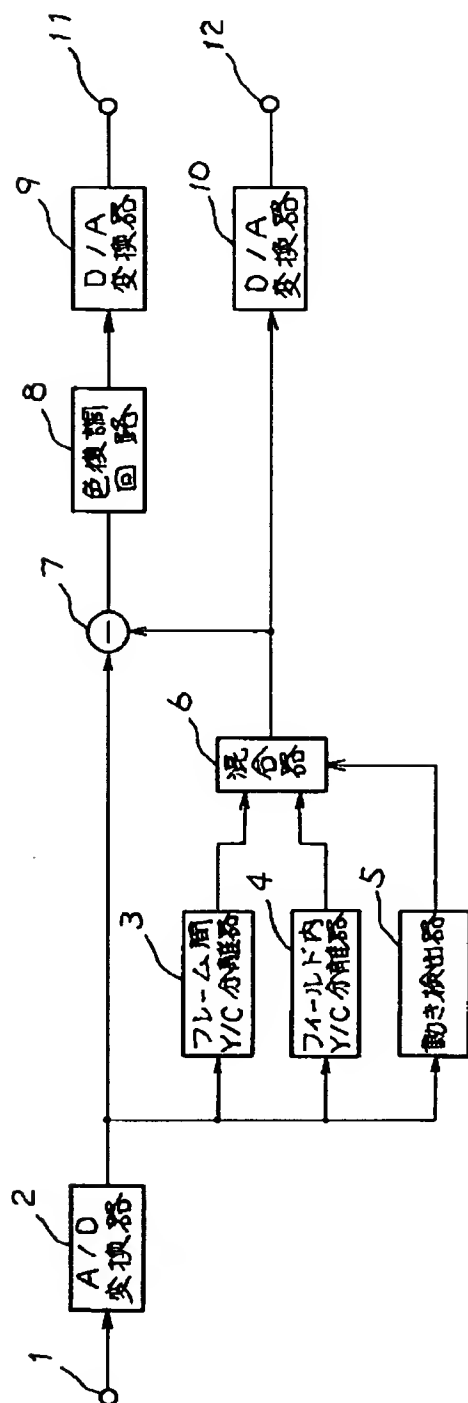 1
2
A/D
変換器
3
フレーム間
Y/C分離器
4
フィールド内
Y/C分離器
5
動き検出器
6
混合器
7
−
8
色復調
回路
9
D/A
変換器
10
D/A
変換器
11
12